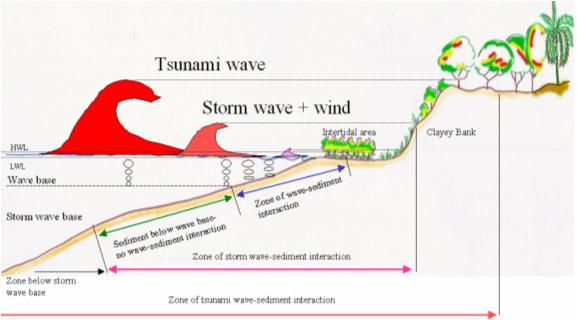 Tsunami wave
Storm wave + wind
Intertidal area
Clayey Bank
HWL
LWL
Wave base
Storm wave base
Sediment below wave base-
no wave-sediment interaction
Zone of wave-sediment
interaction
Zone of storm wave-sediment interaction
Zone below storm
wave base
Zone of tsunami wave-sediment interaction